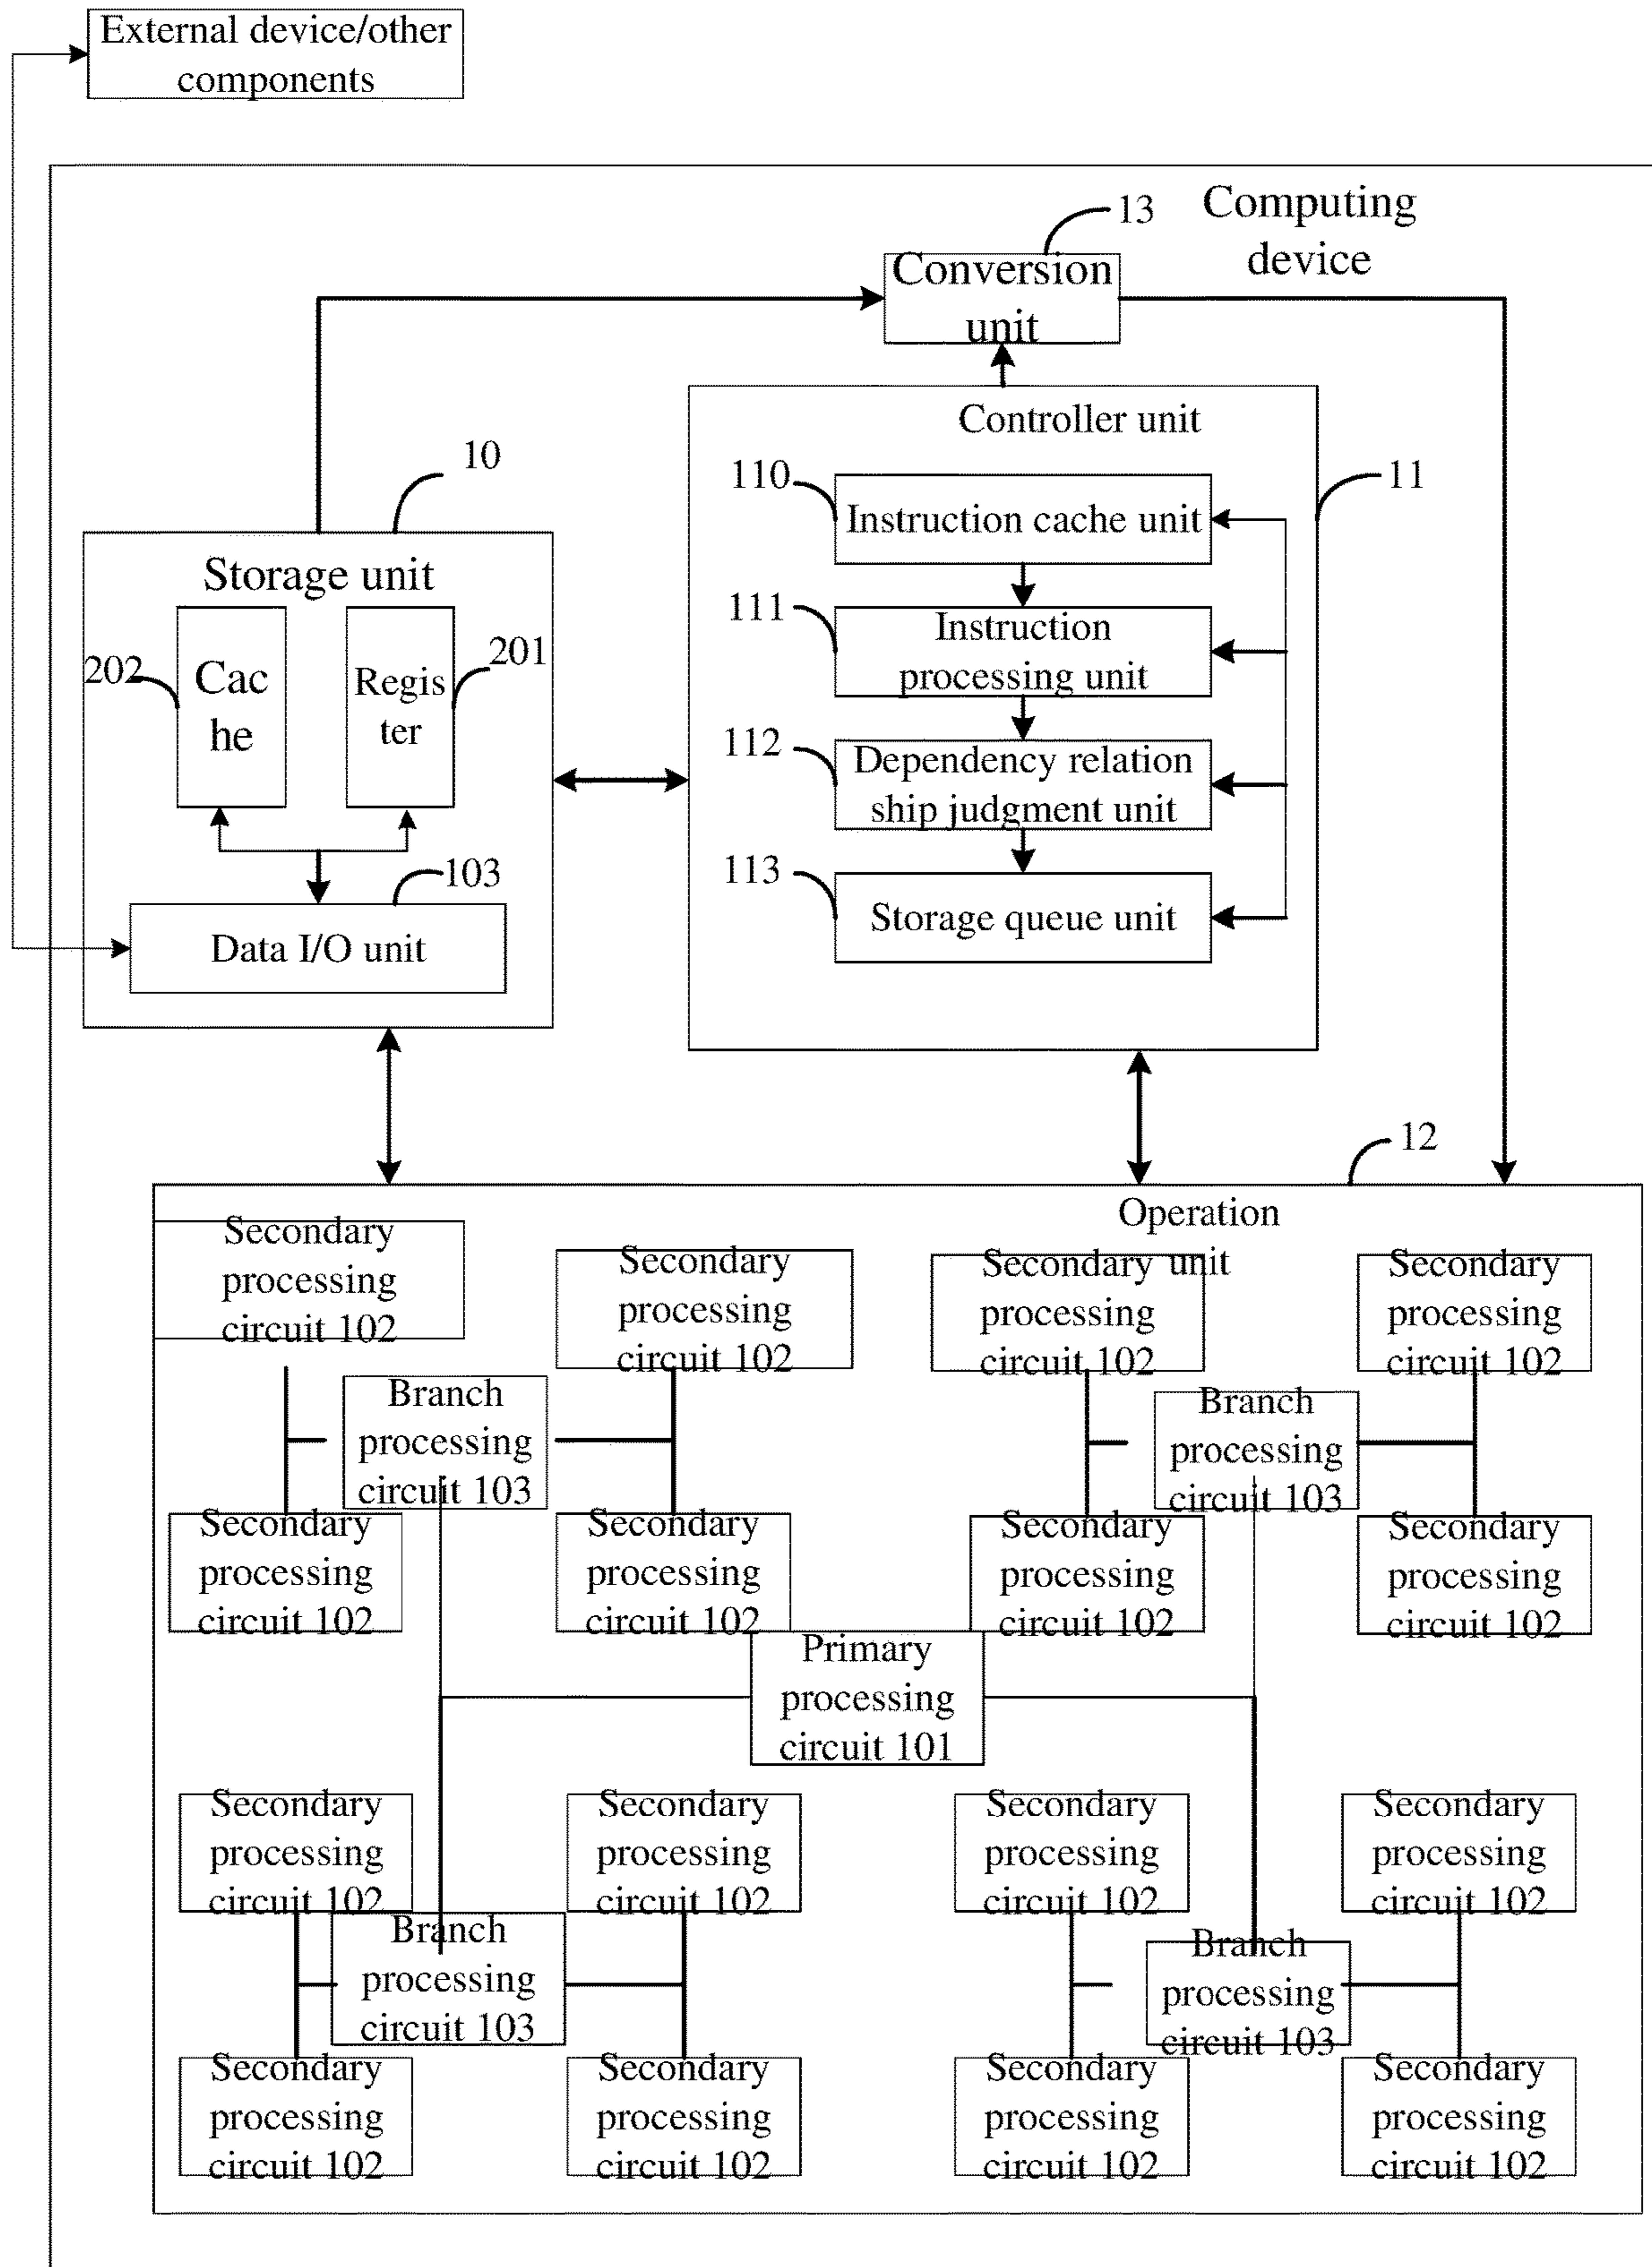 External device/other
components
13
Computing
device
Conversion
unit
Controller unit
10
110
Instruction cache unit
11
Storage unit
111
Instruction
processing unit
202
Cac
he
Regis
ter
201
112
Dependency relation
ship judgment unit
103
113
Storage queue unit
Data I/O unit
12
Operation
unit
Secondary
processing
circuit 102
Secondary
processing
circuit 102
Secondary
processing
circuit 102
Secondary
processing
circuit 102
Branch
processing
circuit 103
Branch
processing
circuit 103
Secondary
processing
circuit 102
Secondary
processing
circuit 102
Secondary
processing
circuit 102
Secondary
processing
circuit 102
Primary
processing
circuit 101
Secondary
processing
circuit 102
Secondary
processing
circuit 102
Secondary
processing
circuit 102
Secondary
processing
circuit 102
Branch
processing
circuit 103
Branch
processing
circuit 103
Secondary
processing
circuit 102
Secondary
processing
circuit 102
Secondary
processing
circuit 102
Secondary
processing
circuit 102